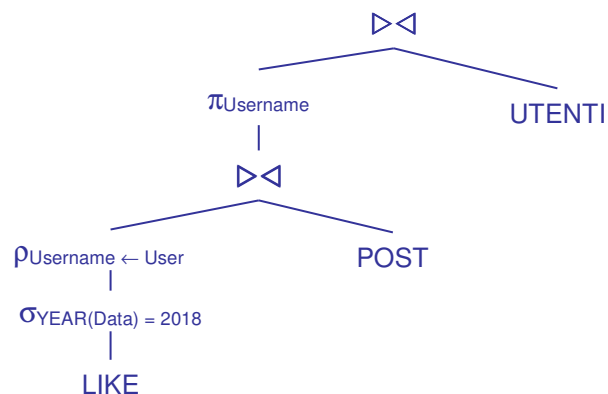 ▷◁
πUsername
UTENTI
▷◁
ρUsername ← User
POST
σYEAR(Data) = 2018
LIKE